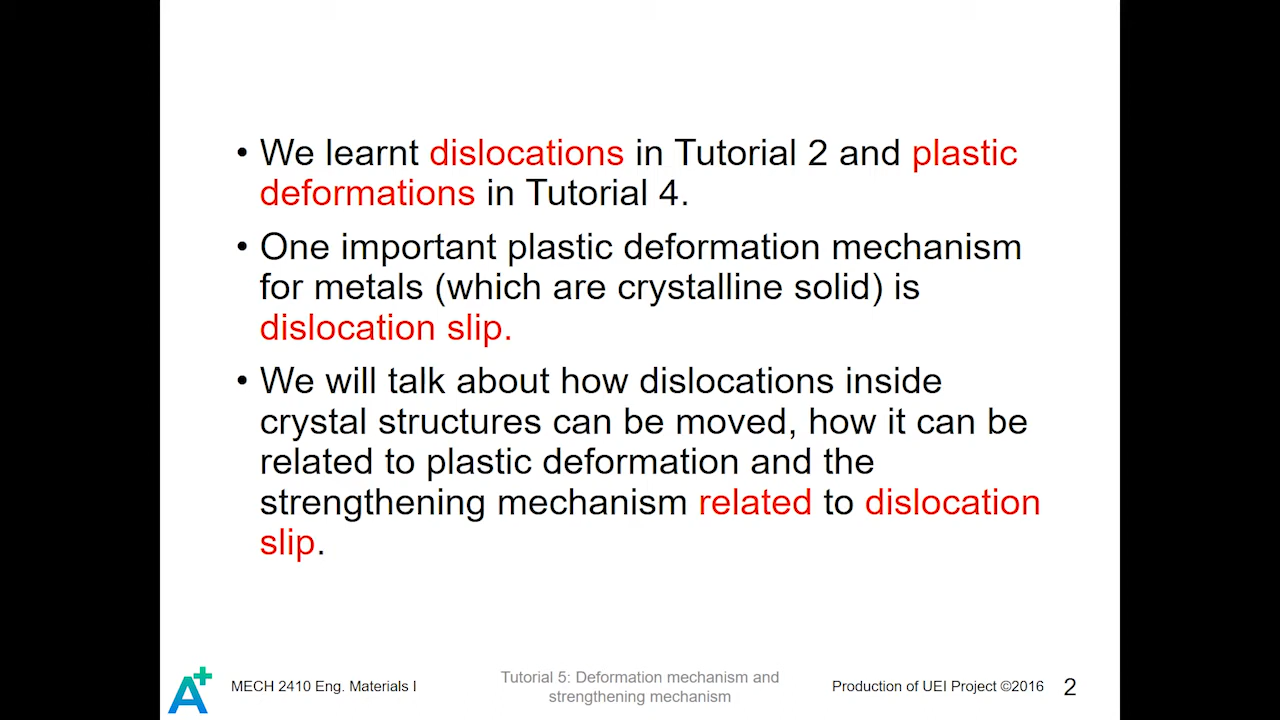 • We learnt dislocations in Tutorial 2 and plastic
deformations in Tutorial 4.
• One important plastic deformation mechanism
for metals (which are crystalline solid) is
dislocation slip.
• We will talk about how dislocations inside
crystal structures can be moved, how it can be
related to plastic deformation and the
strengthening mechanism related to dislocation
slip.
A+
MECH 2410 Eng. Materials I
Tutorial 5: Deformation mechanism and
strengthening mechanism
Production of UEI Project ©2016
2